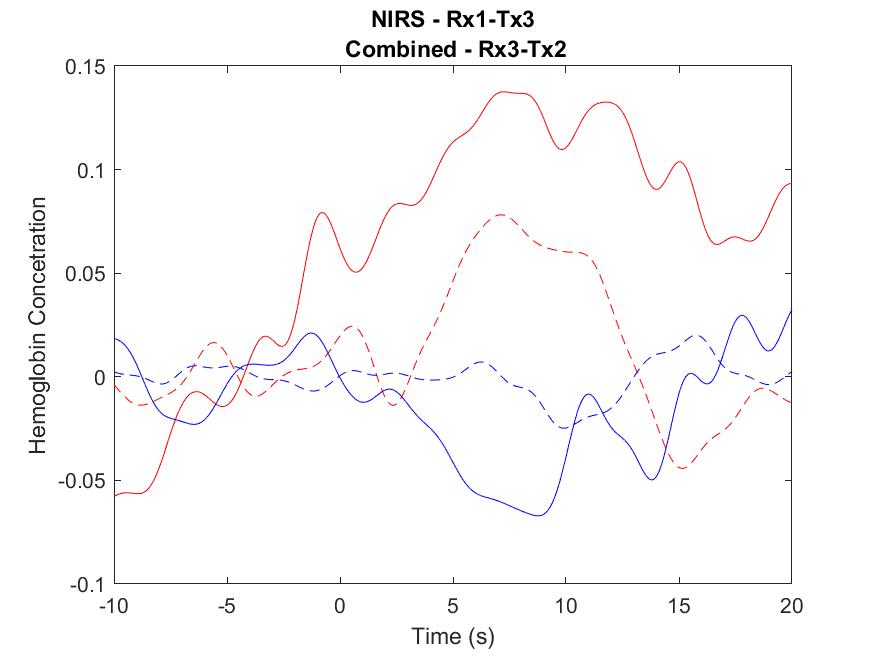 NIRS - Rx1-Tx3
Combined - Rx3-Tx2
0.15
0.1
0.05
0
-0.05
-0.1
Hemoglobin Concetration
-10 -5 0 5 10 15 20
Time (s)